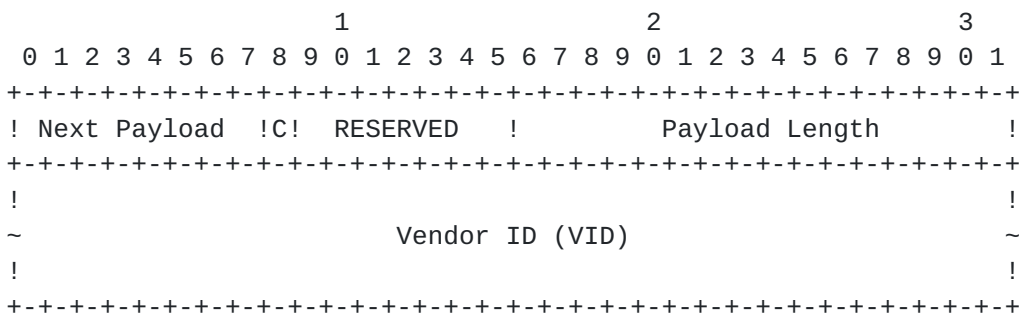 1                   2                   3
 0 1 2 3 4 5 6 7 8 9 0 1 2 3 4 5 6 7 8 9 0 1 2 3 4 5 6 7 8 9 0 1
+-+-+-+-+-+-+-+-+-+-+-+-+-+-+-+-+-+-+-+-+-+-+-+-+-+-+-+-+-+-+-+-+
! Next Payload  !C!  RESERVED   !         Payload Length        !
+-+-+-+-+-+-+-+-+-+-+-+-+-+-+-+-+-+-+-+-+-+-+-+-+-+-+-+-+-+-+-+-+
!                                                               !
~                        Vendor ID (VID)                        ~
!                                                               !
+-+-+-+-+-+-+-+-+-+-+-+-+-+-+-+-+-+-+-+-+-+-+-+-+-+-+-+-+-+-+-+-+